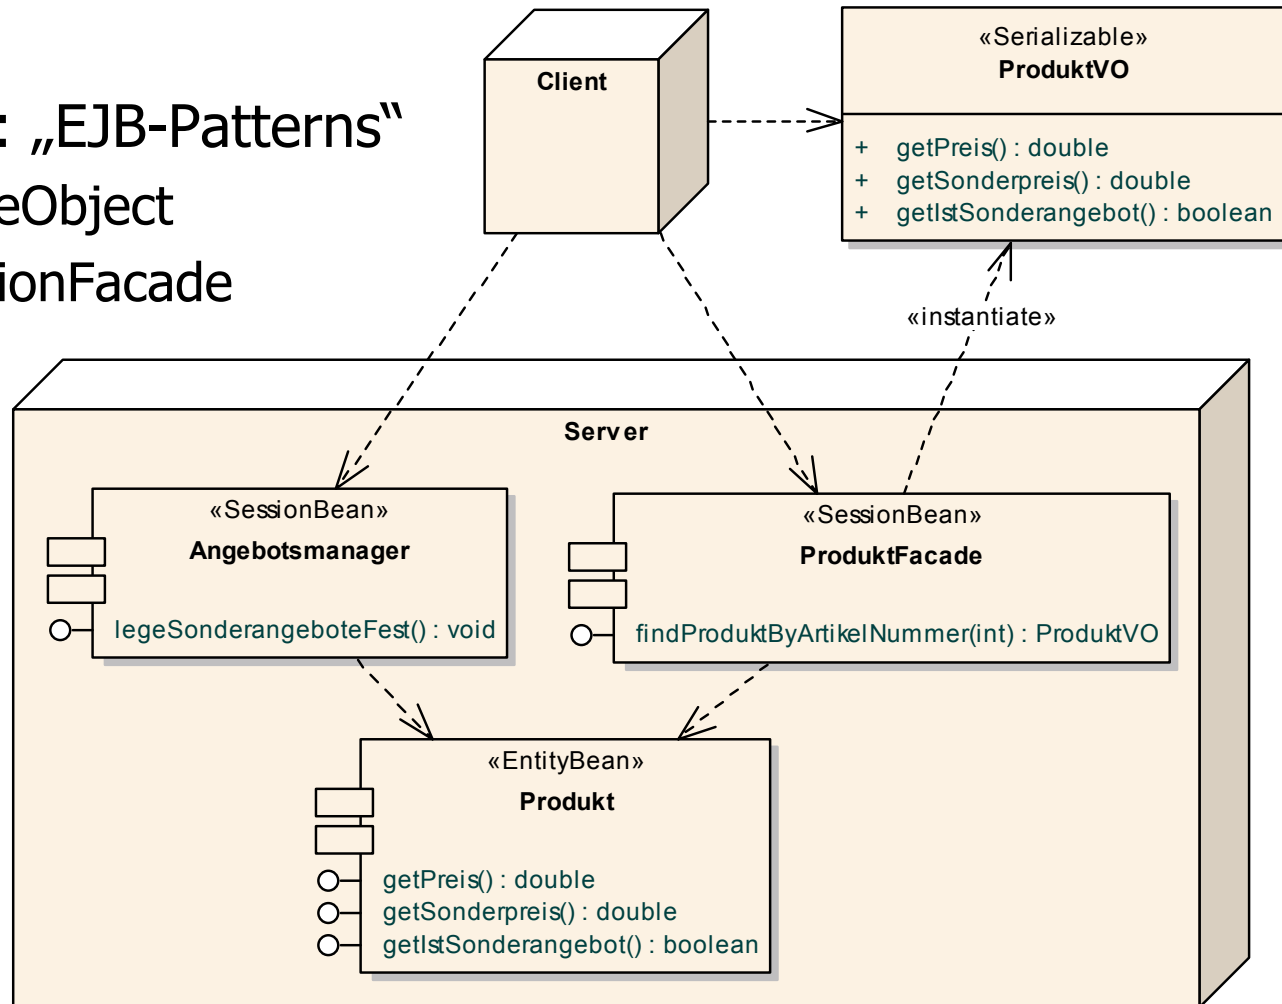 : „EJB-Patterns“
eObject
ionFacade
Client
«Serializable»
ProduktVO
+ getPreis() : double
+ getSonderpreis() : double
+ getIstSonderangebot() : boolean
«instantiate»
Server
«SessionBean»
Angebotsmanager
legeSonderangeboteFest() : void
«SessionBean»
ProduktFacade
findProduktByArtikelNummer(int) : ProduktVO
«EntityBean»
Produkt
getPreis() : double
getSonderpreis() : double
getIstSonderangebot() : boolean